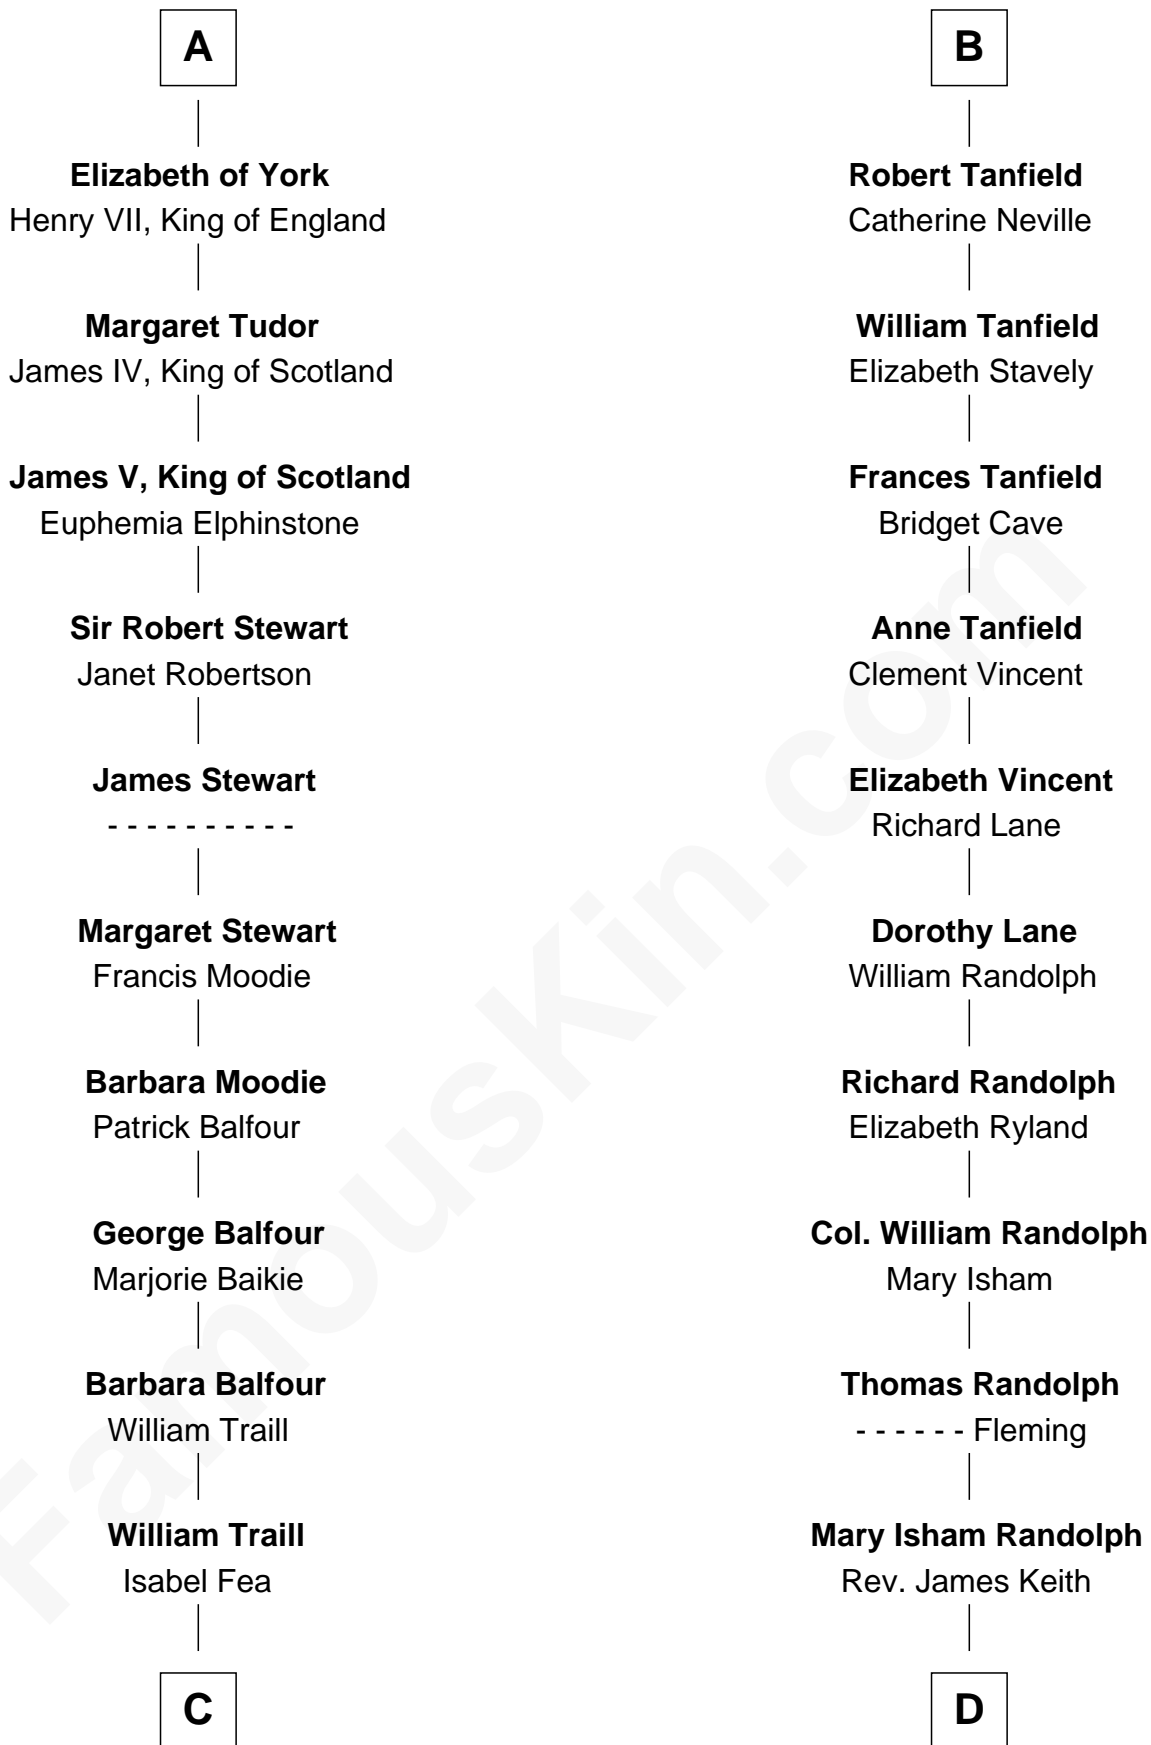 A
Elizabeth of York
Henry VII, King of England
Margaret Tudor
James IV, King of Scotland
James V, King of Scotland
Euphemia Elphinstone
Sir Robert Stewart
Janet Robertson
James Stewart
- - - - - - - - - -
Margaret Stewart
Francis Moodie
Barbara Moodie
Patrick Balfour
George Balfour
Marjorie Baikie
Barbara Balfour
William Traill
William Traill
Isabel Fea
C
B
Robert Tanfield
Catherine Neville
William Tanfield
Elizabeth Stavely
Frances Tanfield
Bridget Cave
Anne Tanfield
Clement Vincent
Elizabeth Vincent
Richard Lane
Dorothy Lane
William Randolph
Richard Randolph
Elizabeth Ryland
Col. William Randolph
Mary Isham
Thomas Randolph
- - - - - - Fleming
Mary Isham Randolph
Rev. James Keith
D
FamousKin.com